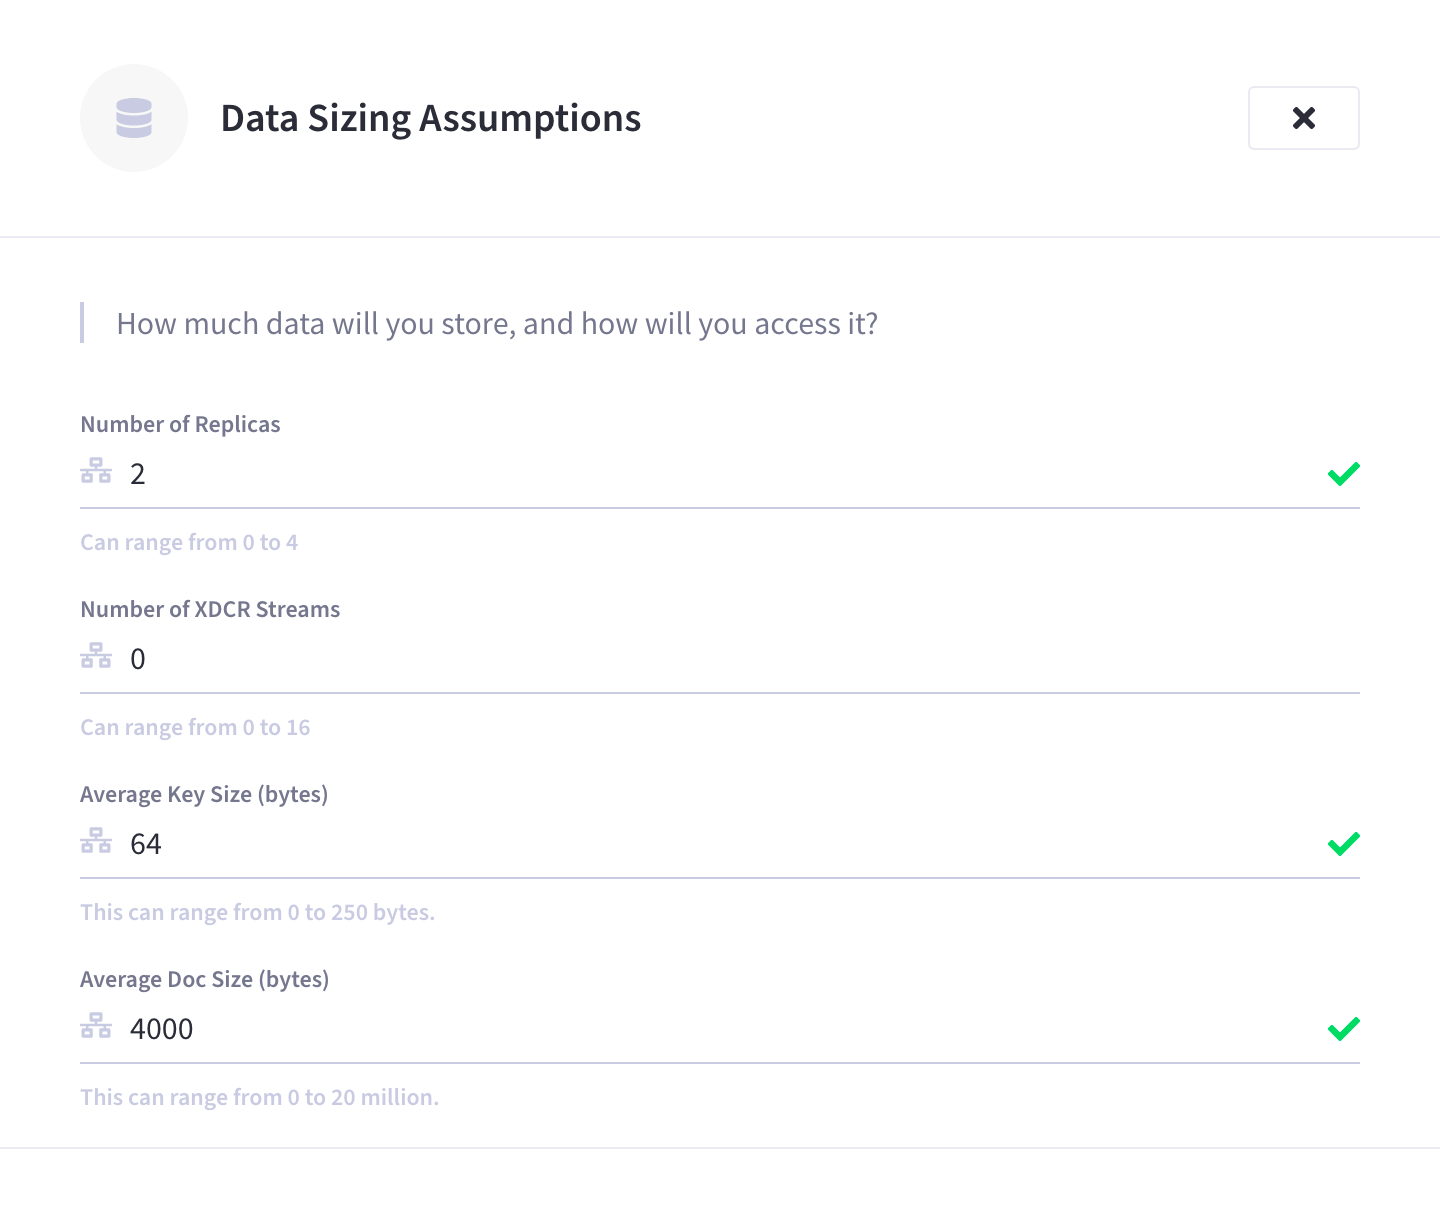 Data Sizing Assumptions
How much data will you store, and how will you access it?
Number of Replicas
2
Can range from 0 to 4
Number of XDCR Streams
0
Can range from 0 to 16
Average Key Size (bytes)
64
This can range from 0 to 250 bytes.
Average Doc Size (bytes)
4000
This can range from 0 to 20 million.